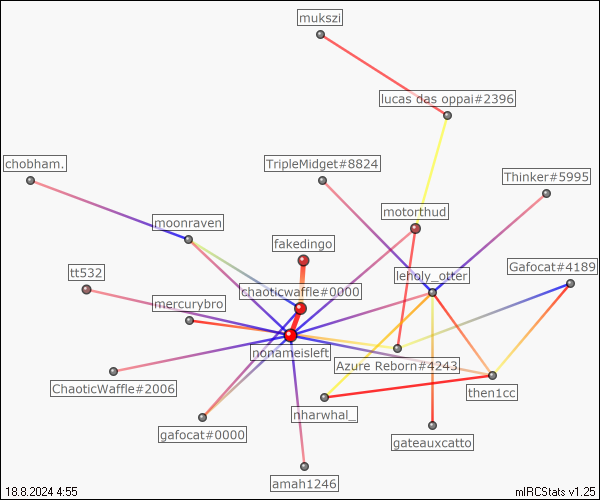 mukszi
lucas das oppai#2396
chobham.
TripleMidget#8824
Thinker#5995
motorthud
moonraven
fakedingo
Gafocat#4189
tt532
leholy_otter
chaoticwaffle#0000
mercurybro
nonameisleft
Azure Reborn#4243
ChaoticWaffle#2006
then1cc
nharwhal_
gafocat#0000
gateauxcatto
amah1246
18.8.2024 4:55
mIRCStats v1.25